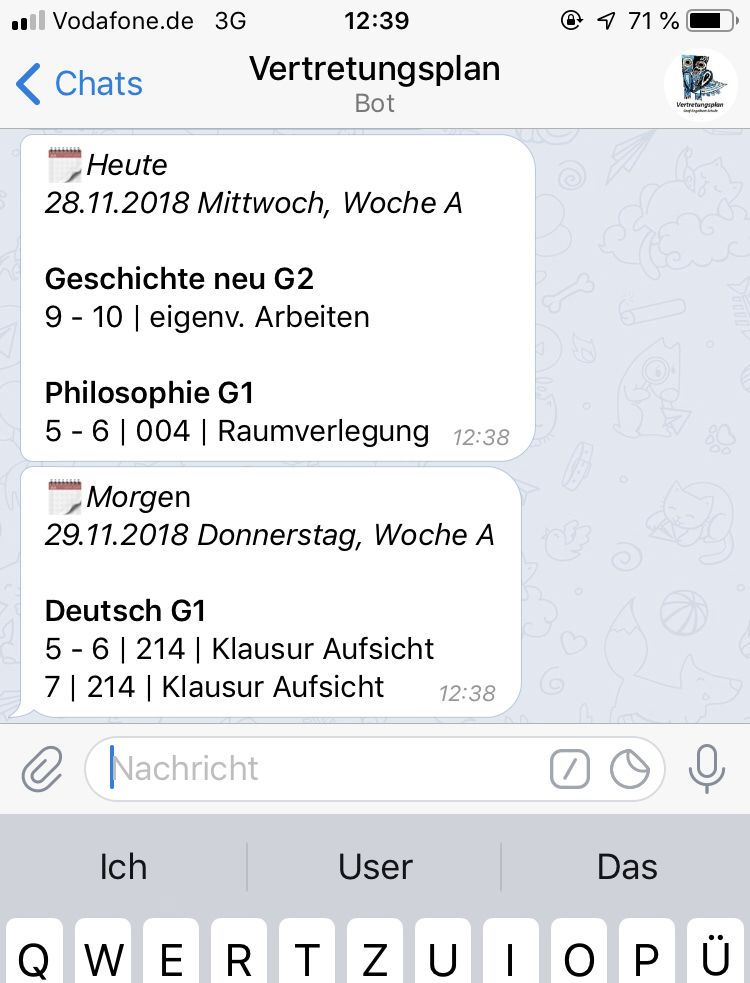 Vodafone.de 3G 12:39 71 %
Chats
Vertretungsplan
Bot
Vertretungsplan
Heute
28.11.2018 Mittwoch, Woche A
Geschichte neu G2
9 - 10 | eigenv. Arbeiten
Philosophie G1
5 - 6 | 004 | Raumverlegung 12:38
Morgen
29.11.2018 Donnerstag, Woche A
Deutsch G1
5 - 6 | 214 | Klausur Aufsicht
7 | 214 | Klausur Aufsicht 12:38
Nachricht
Ich User Das
Q W E R T Z U I O P Ü